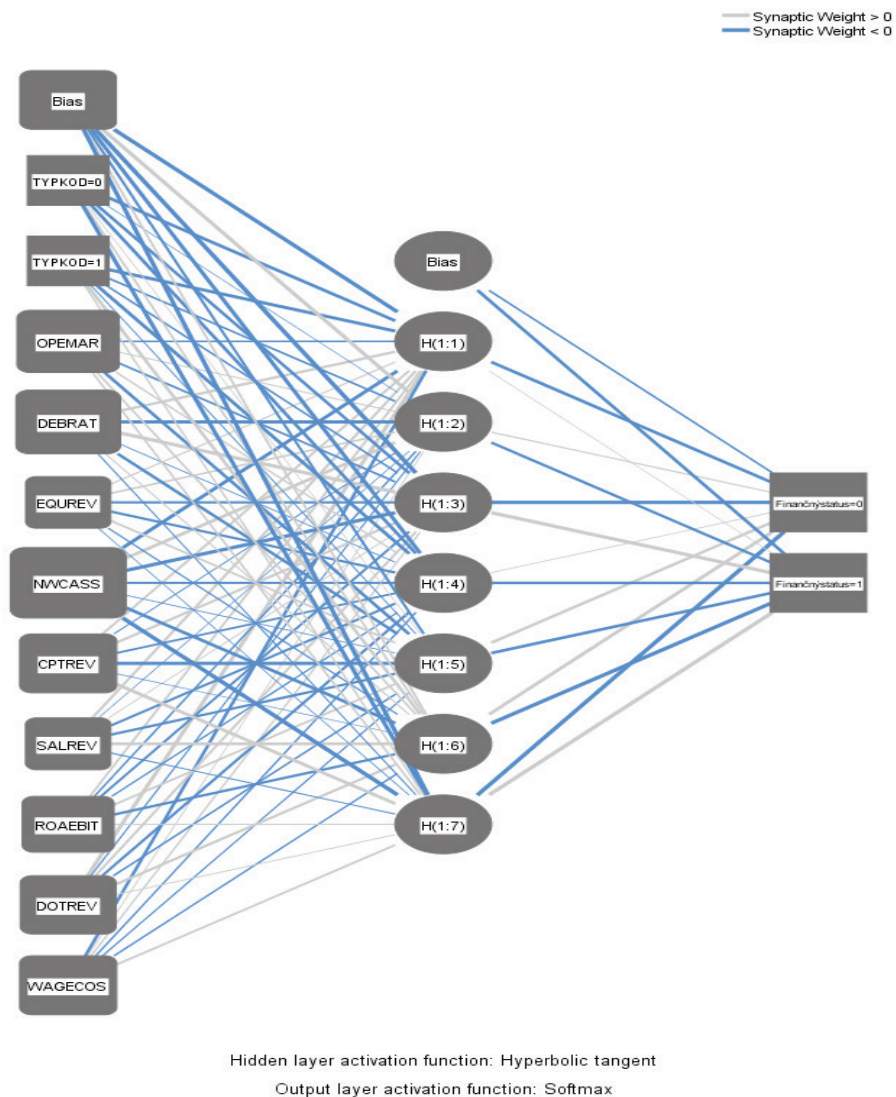 Synaptic Weight > 0
Synaptic Weight < 0
Bias
TYPKOD=0
TYPKOD=1
OPEMAR
DEBRAT
EQUREV
NWCASS
CPTREV
SALREV
ROAEBIT
DOTREV
WAGECOS
Bias
H(1:1)
H(1:2)
H(1:3)
H(1:4)
H(1:5)
H(1:6)
H(1:7)
Finančnýstatus=0
Finančnýstatus=1
Hidden layer activation function: Hyperbolic tangent
Output layer activation function: Softmax